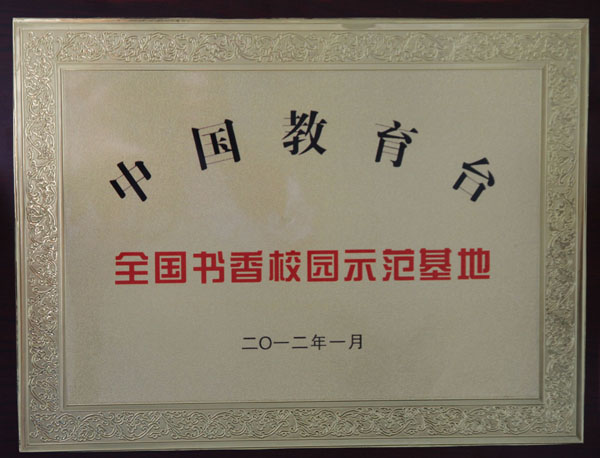 中国教育台
全国书香校园示范基地
二〇一二年一月